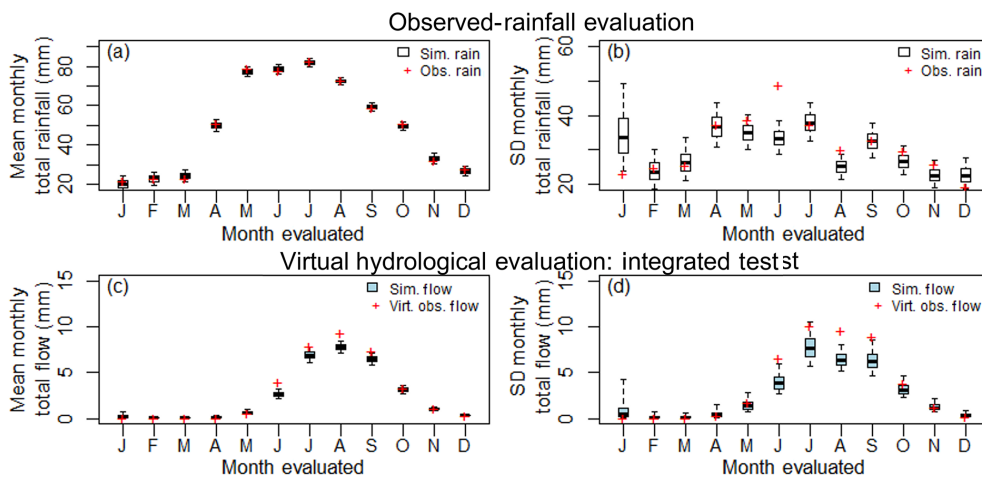 Observed-rainfall evaluation
(a)
Sim. rain
Obs. rain
Mean monthly
total rainfall (mm)
20 40 60 80
J F M A M J J A S O N D
Month evaluated
(b)
Sim. rain
Obs. rain
SD monthly
total rainfall (mm)
20 40 60
J F M A M J J A S O N D
Month evaluated
Virtual hydrological evaluation: integrated testst
(c)
Sim. flow
Virt. obs. flow
Mean monthly
total flow (mm)
0 5 10 15
J F M A M J J A S O N D
Month evaluated
(d)
Sim. flow
Virt. obs. flow
SD monthly
total flow (mm)
0 5 10 15
J F M A M J J A S O N D
Month evaluated